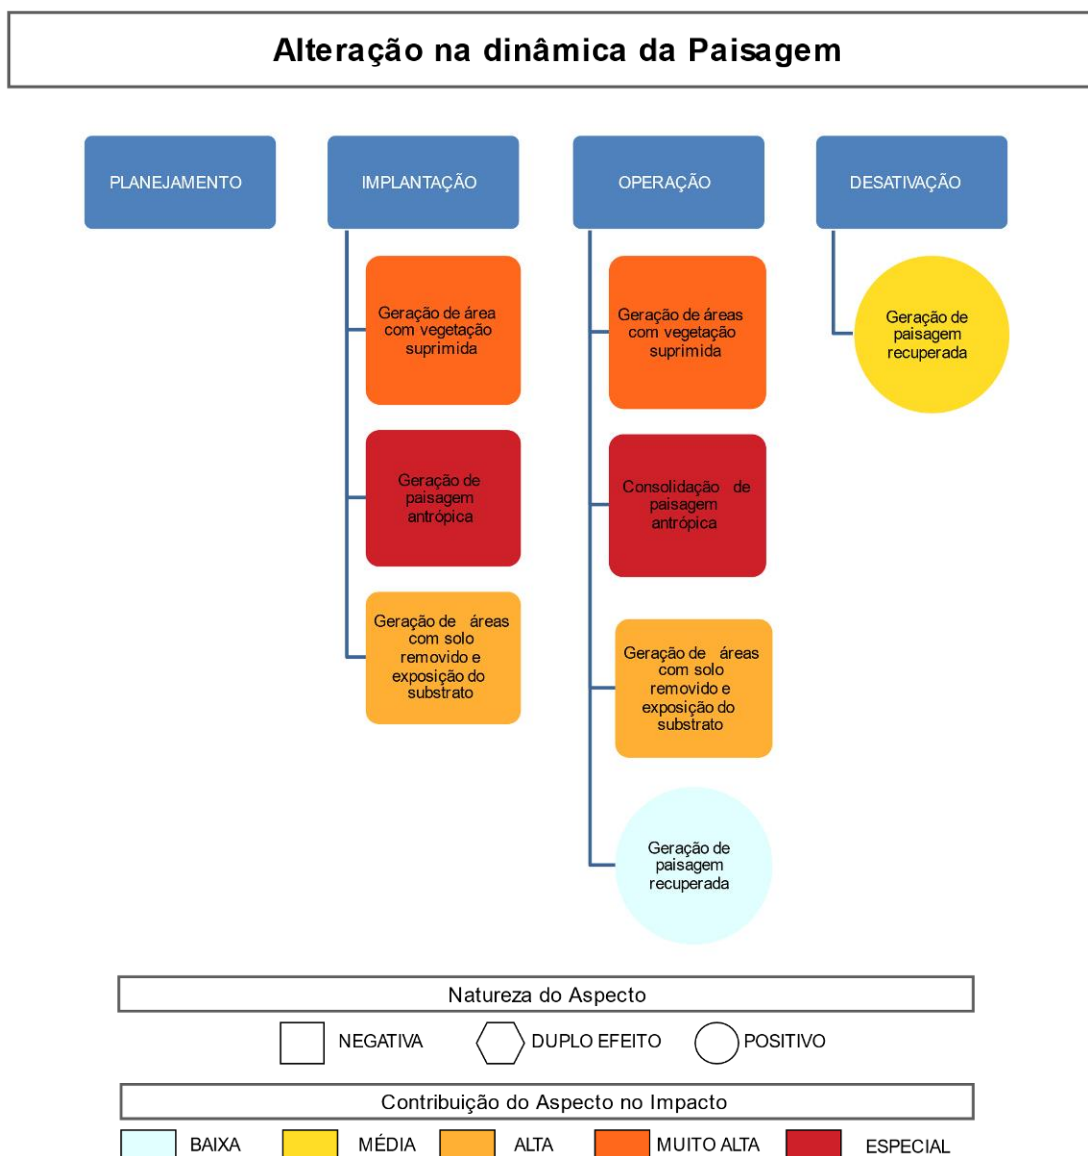 Alteração na dinâmica da Paisagem
PLANEJAMENTO
IMPLANTAÇÃO
OPERAÇÃO
DESATIVAÇÃO
Geração de área
com vegetação
suprimida
Geração de
paisagem
antrópica
Geração de áreas
com solo
removido e
exposição do
substrato
Geração de áreas
com vegetação
suprimida
Consolidação de
paisagem
antrópica
Geração de áreas
com solo
removido e
exposição do
substrato
Geração de
paisagem
recuperada
Geração de
paisagem
recuperada
Natureza do Aspecto
NEGATIVA
DUPLO EFEITO
POSITIVO
Contribuição do Aspecto no Impacto
BAIXA
MÉDIA
ALTA
MUITO ALTA
ESPECIAL